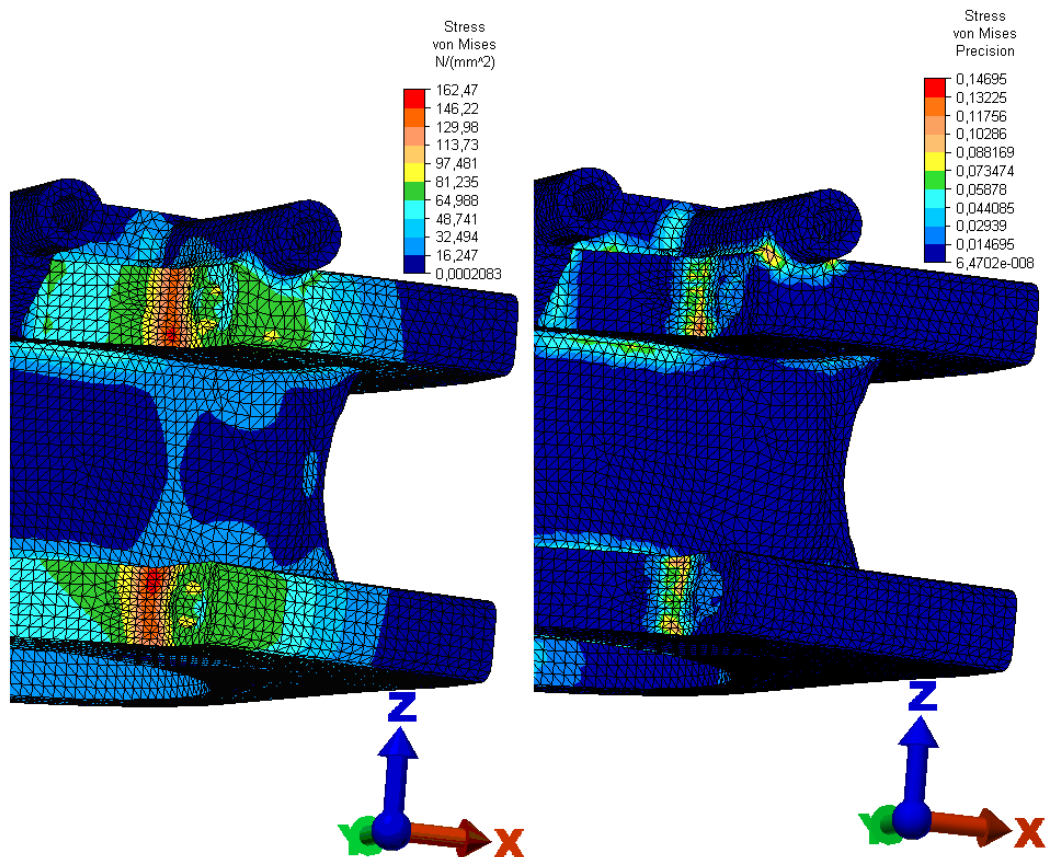 Stress
von Mises
N/(mm^2)
162,47
146,22
129,98
113,73
97,481
81,235
64,988
48,741
32,494
16,247
0,0002083
Stress
von Mises
Precision
0,14695
0,13225
0,11756
0,10286
0,088169
0,073474
0,05878
0,044085
0,02939
0,014695
6,4702e-008
Z
Y
X
Z
Y
X